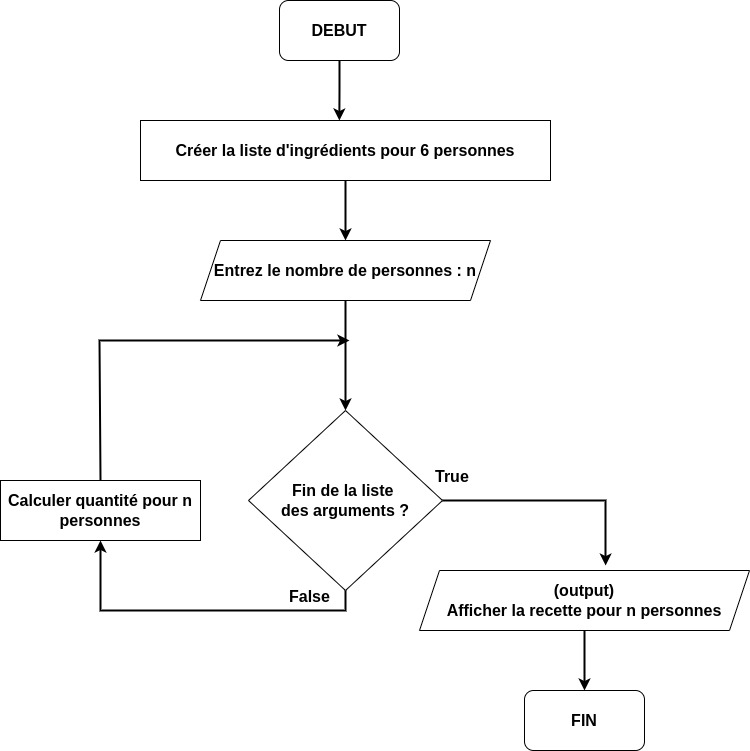 DEBUT
Créer la liste d'ingrédients pour 6 personnes
Entrez le nombre de personnes : n
Fin de la liste
des arguments ?
True
False
Calculer quantité pour n
personnes
(output)
Afficher la recette pour n personnes
FIN